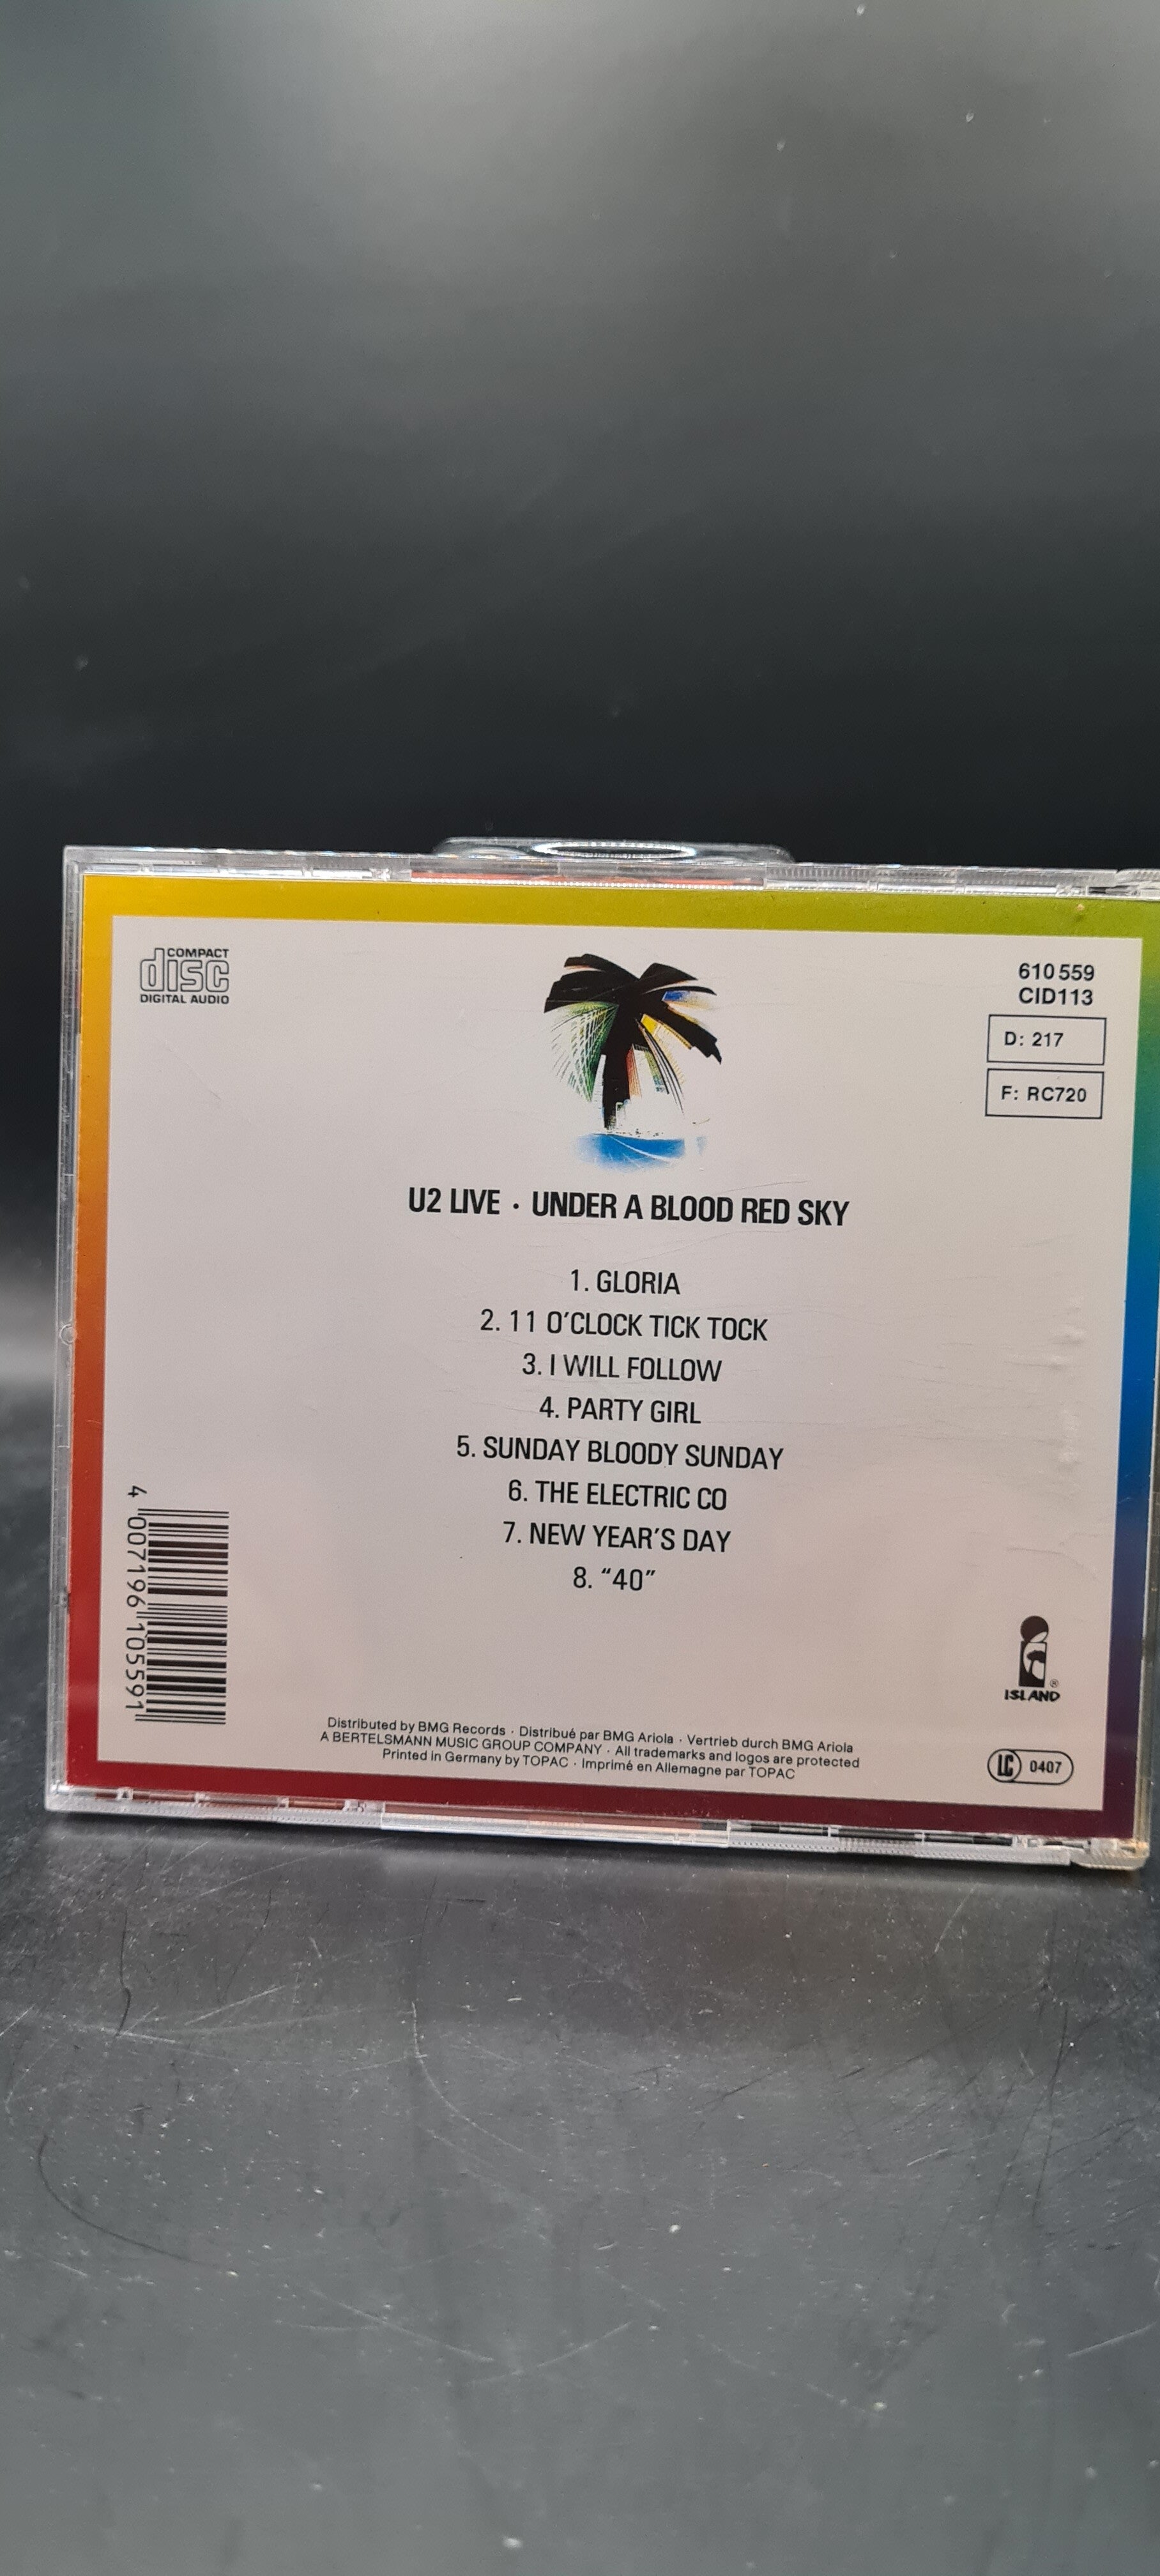 COMPACT
disc
DIGITAL AUDIO
610 559
CID113
D: 217
F: RC720
U2 LIVE · UNDER A BLOOD RED SKY
1. GLORIA
2. 11 O'CLOCK TICK TOCK
3. I WILL FOLLOW
4. PARTY GIRL
5. SUNDAY BLOODY SUNDAY
6. THE ELECTRIC CO
7. NEW YEAR'S DAY
8. “40”
4 007196 105591
ISLAND ®
Distributed by BMG Records · Distribué par BMG Ariola · Vertrieb durch BMG Ariola
A BERTELSMANN MUSIC GROUP COMPANY · All trademarks and logos are protected
Printed in Germany by TOPAC · Imprimé en Allemagne par TOPAC
LC 0407